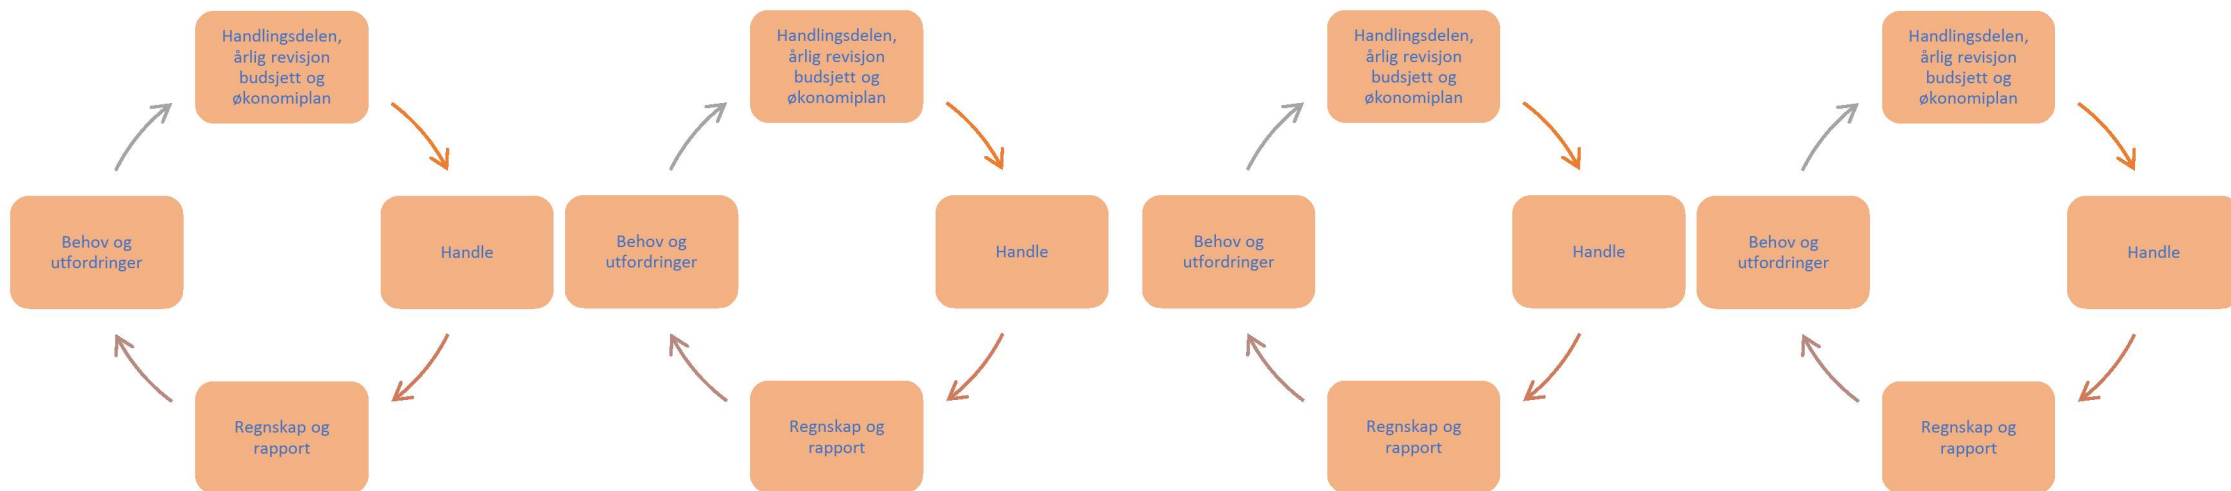 Handlingsdelen,
årlig revisjon
budsjett og
økonomiplan
Handle
Regnskap og
rapport
Behov og
utfordringer
Handlingsdelen,
årlig revisjon
budsjett og
økonomiplan
Handle
Regnskap og
rapport
Behov og
utfordringer
Handlingsdelen,
årlig revisjon
budsjett og
økonomiplan
Handle
Regnskap og
rapport
Behov og
utfordringer
Handlingsdelen,
årlig revisjon
budsjett og
økonomiplan
Handle
Regnskap og
rapport
Behov og
utfordringer